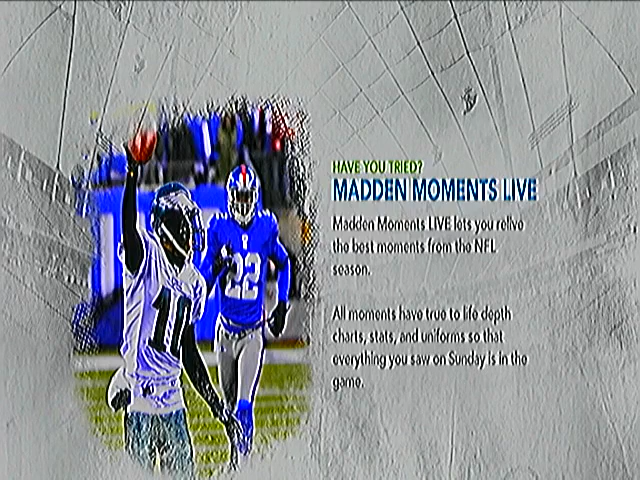 HAVE YOU TRIED?
MADDEN MOMENTS LIVE
Madden Moments LIVE lets you relive
the best moments from the NFL
season.
All moments have true to life depth
charts, stats, and uniforms so that
everything you saw on Sunday is in the
game.
22
10